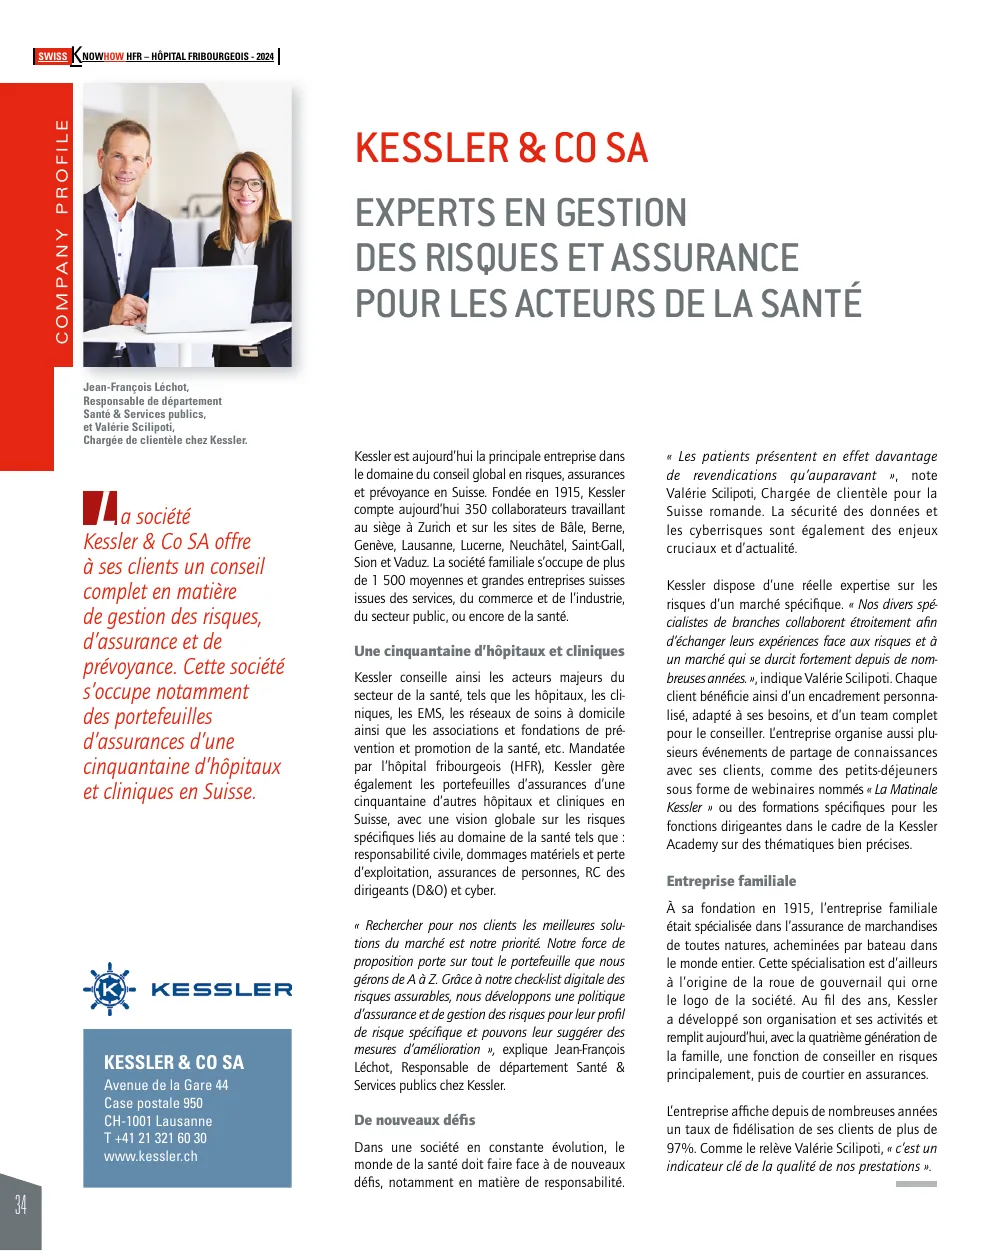 SWISS KNOWHOW HFR – HÔPITAL FRIBOURGEOIS - 2024
COMPANY PROFILE
KESSLER & CO SA
EXPERTS EN GESTION
DES RISQUES ET ASSURANCE
POUR LES ACTEURS DE LA SANTÉ
Jean-François Léchot,
Responsable de département
Santé & Services publics,
et Valérie Scilipoti,
Chargée de clientèle chez Kessler.
La société
Kessler & Co SA offre
à ses clients un conseil
complet en matière
de gestion des risques,
d’assurance et de
prévoyance. Cette société
s’occupe notamment
des portefeuilles
d’assurances d’une
cinquantaine d’hôpitaux
et cliniques en Suisse.
KESSLER
KESSLER & CO SA
Avenue de la Gare 44
Case postale 950
CH-1001 Lausanne
T +41 21 321 60 30
www.kessler.ch
Kessler est aujourd’hui la principale entreprise dans
le domaine du conseil global en risques, assurances
et prévoyance en Suisse. Fondée en 1915, Kessler
compte aujourd’hui 350 collaborateurs travaillant
au siège à Zurich et sur les sites de Bâle, Berne,
Genève, Lausanne, Lucerne, Neuchâtel, Saint-Gall,
Sion et Vaduz. La société familiale s’occupe de plus
de 1 500 moyennes et grandes entreprises suisses
issues des services, du commerce et de l’industrie,
du secteur public, ou encore de la santé.
Une cinquantaine d’hôpitaux et cliniques
Kessler conseille ainsi les acteurs majeurs du
secteur de la santé, tels que les hôpitaux, les cli-
niques, les EMS, les réseaux de soins à domicile
ainsi que les associations et fondations de pré-
vention et promotion de la santé, etc. Mandatée
par l’hôpital fribourgeois (HFR), Kessler gère
également les portefeuilles d’assurances d’une
cinquantaine d’autres hôpitaux et cliniques en
Suisse, avec une vision globale sur les risques
spécifiques liés au domaine de la santé tels que :
responsabilité civile, dommages matériels et perte
d’exploitation, assurances de personnes, RC des
dirigeants (D&O) et cyber.
« Rechercher pour nos clients les meilleures solu-
tions du marché est notre priorité. Notre force de
proposition porte sur tout le portefeuille que nous
gérons de A à Z. Grâce à notre check-list digitale des
risques assurables, nous développons une politique
d’assurance et de gestion des risques pour leur profil
de risque spécifique et pouvons leur suggérer des
mesures d’amélioration », explique Jean-François
Léchot, Responsable de département Santé &
Services publics chez Kessler.
De nouveaux défis
Dans une société en constante évolution, le
monde de la santé doit faire face à de nouveaux
défis, notamment en matière de responsabilité.
« Les patients présentent en effet davantage
de revendications qu’auparavant », note
Valérie Scilipoti, Chargée de clientèle pour la
Suisse romande. La sécurité des données et
les cyberrisques sont également des enjeux
cruciaux et d’actualité.
Kessler dispose d’une réelle expertise sur les
risques d’un marché spécifique. « Nos divers spé-
cialistes de branches collaborent étroitement afin
d’échanger leurs expériences face aux risques et à
un marché qui se durcit fortement depuis de nom-
breuses années. », indique Valérie Scilipoti. Chaque
client bénéficie ainsi d’un encadrement personna-
lisé, adapté à ses besoins, et d’un team complet
pour le conseiller. L’entreprise organise aussi plu-
sieurs événements de partage de connaissances
avec ses clients, comme des petits-déjeuners
sous forme de webinaires nommés « La Matinale
Kessler » ou des formations spécifiques pour les
fonctions dirigeantes dans le cadre de la Kessler
Academy sur des thématiques bien précises.
Entreprise familiale
À sa fondation en 1915, l’entreprise familiale
était spécialisée dans l’assurance de marchandises
de toutes natures, acheminées par bateau dans
le monde entier. Cette spécialisation est d’ailleurs
à l’origine de la roue de gouvernail qui orne
le logo de la société. Au fil des ans, Kessler
a développé son organisation et ses activités et
remplit aujourd’hui, avec la quatrième génération de
la famille, une fonction de conseiller en risques
principalement, puis de courtier en assurances.
L’entreprise affiche depuis de nombreuses années
un taux de fidélisation de ses clients de plus de
97%. Comme le relève Valérie Scilipoti, « c’est un
indicateur clé de la qualité de nos prestations ».
34